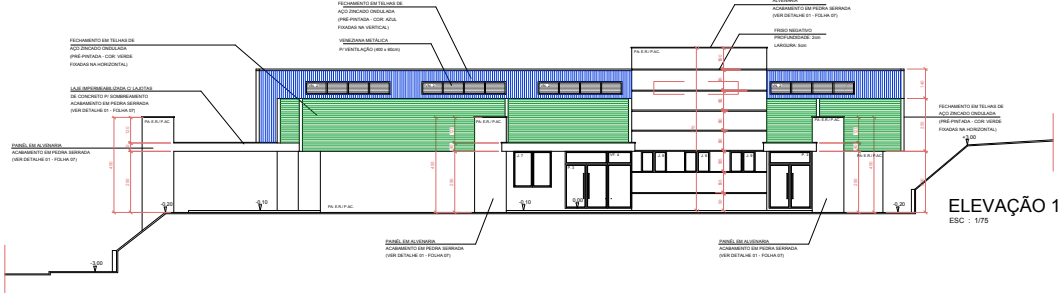 FECHAMENTO EM TELHAS DE
AÇO ZINCADO ONDULADA
(PRÉ-PINTADA - COR: AZUL
FIXADAS NA VERTICAL)
VENEZIANA METÁLICA
P/ VENTILAÇÃO (400 x 80cm)
ALVENARIA
ACABAMENTO EM PEDRA SERRADA
(VER DETALHE 01 - FOLHA 07)
FRISO NEGATIVO
PROFUNDIDADE: 2cm
LARGURA: 5cm
FECHAMENTO EM TELHAS DE
AÇO ZINCADO ONDULADA
(PRÉ-PINTADA - COR: VERDE
FIXADAS NA HORIZONTAL)
LAJE IMPERMEABILIZADA C/ LAJOTAS
DE CONCRETO P/ SOMBREAMENTO
ACABAMENTO EM PEDRA SERRADA
(VER DETALHE 01 - FOLHA 07)
PAINÉL EM ALVENARIA
ACABAMENTO EM PEDRA SERRADA
(VER DETALHE 01 - FOLHA 07)
FECHAMENTO EM TELHAS DE
AÇO ZINCADO ONDULADA
(PRÉ-PINTADA - COR: VERDE
FIXADAS NA HORIZONTAL)
+3,00
-0,20
-0,10
-0,10
0,00
-0,20
-3,00
ELEVAÇÃO 1
ESC : 1/75
PAINÉL EM ALVENARIA
ACABAMENTO EM PEDRA SERRADA
(VER DETALHE 01 - FOLHA 07)
PAINÉL EM ALVENARIA
ACABAMENTO EM PEDRA SERRADA
(VER DETALHE 01 - FOLHA 07)